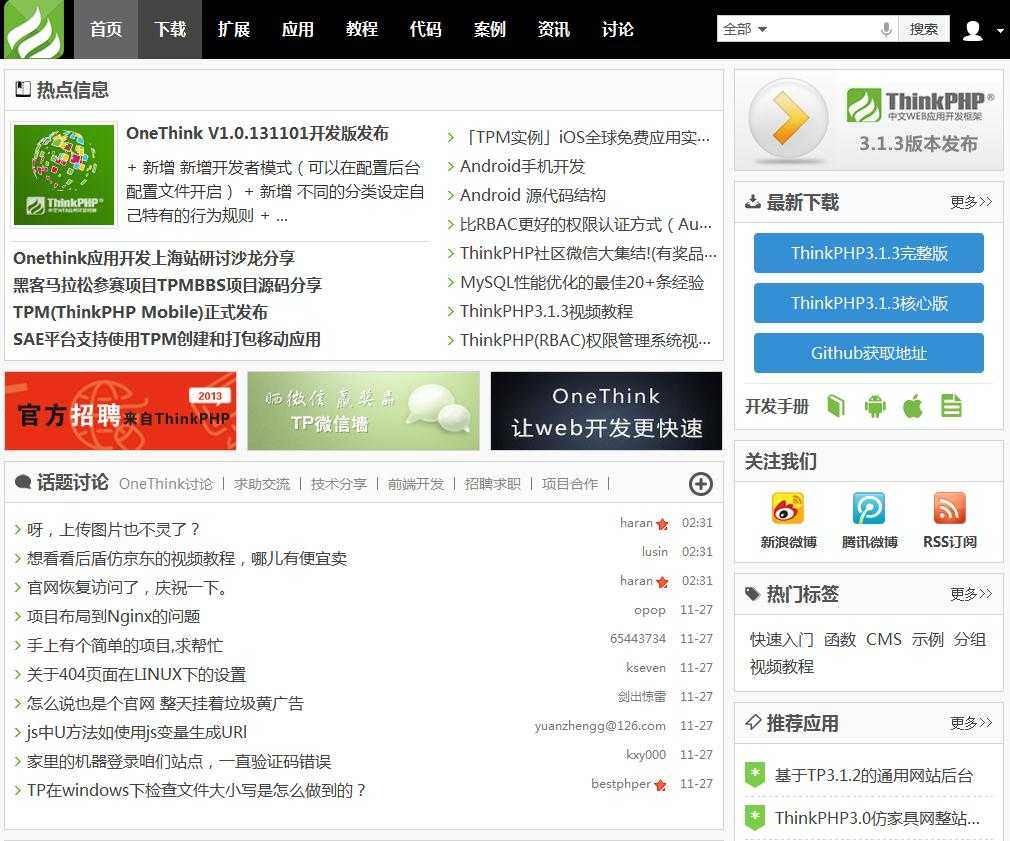 首页 下载 扩展 应用 教程 代码 案例 资讯 讨论 全部 搜索
热点信息
OneThink V1.0.131101开发版发布
+ 新增 新增开发者模式（可以在配置后台
配置文件开启） + 新增 不同的分类设定自
己特有的行为规则 + ...
ThinkPHP®
Onethink应用开发上海站研讨沙龙分享
黑客马拉松参赛项目TPMBBS项目源码分享
TPM(ThinkPHP Mobile)正式发布
SAE平台支持使用TPM创建和打包移动应用
「TPM实例」iOS全球免费应用实...
Android手机开发
Android 源代码结构
比RBAC更好的权限认证方式（Au...
ThinkPHP社区微信大集结!(有奖品...
MySQL性能优化的最佳20+条经验
ThinkPHP3.1.3视频教程
ThinkPHP(RBAC)权限管理系统视...
2013
官方招聘来自ThinkPHP
晒微信 赢奖品
TP微信墙
OneThink
让web开发更快速
话题讨论 OneThink讨论 | 求助交流 | 技术分享 | 前端开发 | 招聘求职 | 项目合作 |
呀，上传图片也不灵了？ haran 02:31
想看看后盾仿京东的视频教程，哪儿有便宜卖 lusin 02:31
官网恢复访问了，庆祝一下。 haran 02:31
项目布局到Nginx的问题 opop 11-27
手上有个简单的项目,求帮忙 65443734 11-27
关于404页面在LINUX下的设置 kseven 11-27
怎么说也是个官网 整天挂着垃圾黄广告 剑出惊雷 11-27
js中U方法如使用js变量生成URl yuanzhengg@126.com 11-27
家里的机器登录咱们站点，一直验证码错误 kxy000 11-27
TP在windows下检查文件大小写是怎么做到的？ bestphper 11-27
ThinkPHP®
中文WEB应用开发框架
3.1.3版本发布
最新下载 更多>>
ThinkPHP3.1.3完整版
ThinkPHP3.1.3核心版
Github获取地址
开发手册
关注我们
新浪微博 腾讯微博 RSS订阅
热门标签 更多>>
快速入门 函数 CMS 示例 分组
视频教程
推荐应用 更多>>
基于TP3.1.2的通用网站后台
ThinkPHP3.0仿家具网整站...